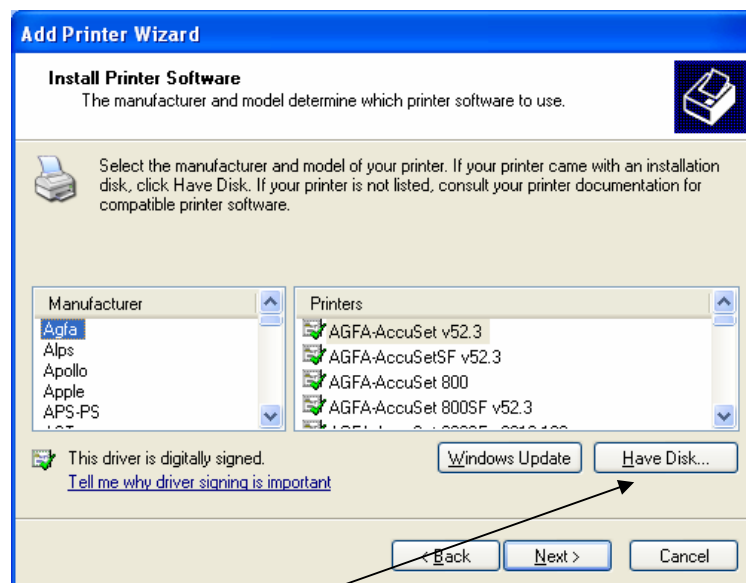 Add Printer Wizard
Install Printer Software
The manufacturer and model determine which printer software to use.
Select the manufacturer and model of your printer. If your printer came with an installation
disk, click Have Disk. If your printer is not listed, consult your printer documentation for
compatible printer software.
Manufacturer
Agfa
Alps
Apollo
Apple
APS-PS
Printers
AGFA-AccuSet v52.3
AGFA-AccuSetSF v52.3
AGFA-AccuSet 800
AGFA-AccuSet 800SF v52.3
This driver is digitally signed.
Tell me why driver signing is important
Windows Update
Have Disk...
< Back
Next >
Cancel